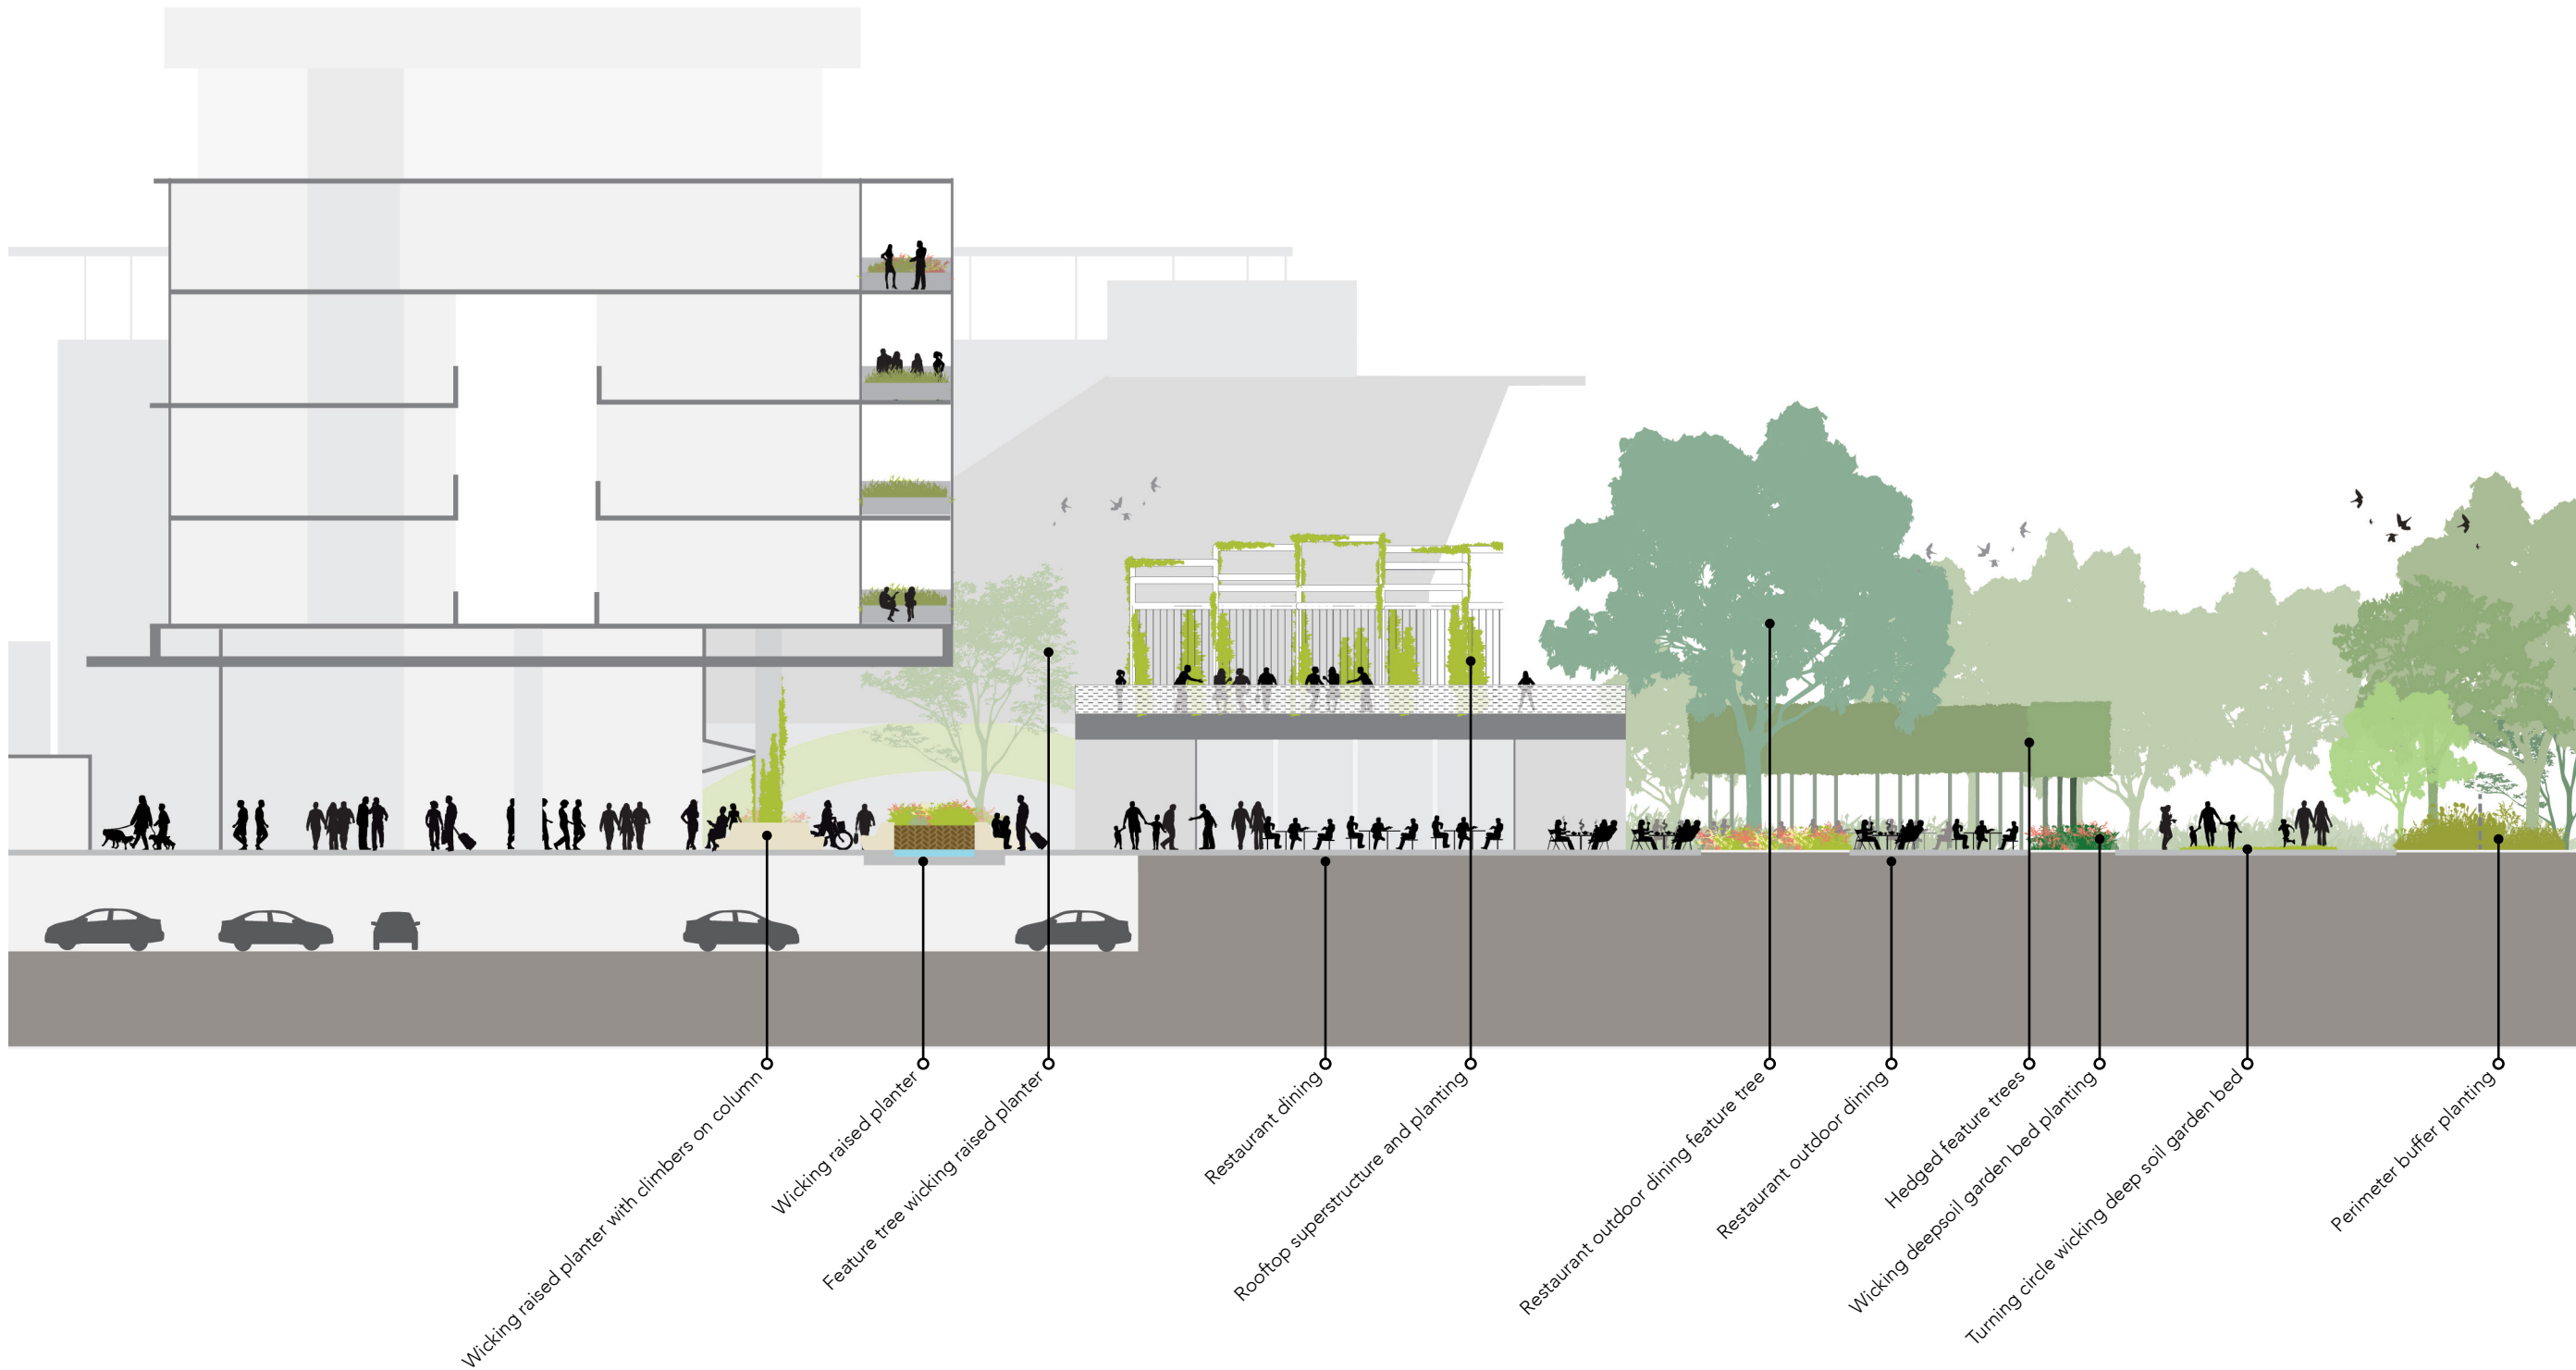 Wicking raised planter with climbers on column
Wicking raised planter
Feature tree wicking raised planter
Restaurant dining
Rooftop superstructure and planting
Restaurant outdoor dining feature tree
Restaurant outdoor dining
Hedged feature trees
Wicking deepsoil garden bed planting
Turning circle wicking deep soil garden bed
Perimeter buffer planting